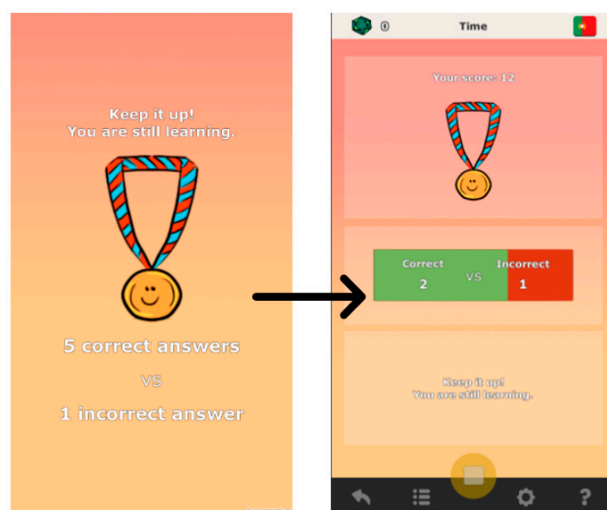 Keep it up!
You are still learning.
5 correct answers
VS
1 incorrect answer
0
Time
Your score: 12
Correct
2
VS
Incorrect
1
Keep it up!
You are still learning.
?